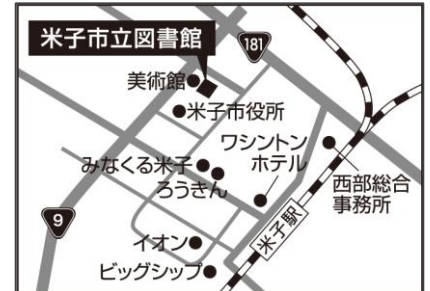 米子市立図書館
181
美術館
米子市役所
ワシントン
ホテル
みなくる米子
ろうきん
西部総合
事務所
9
米子駅
イオン
ビッグシップ